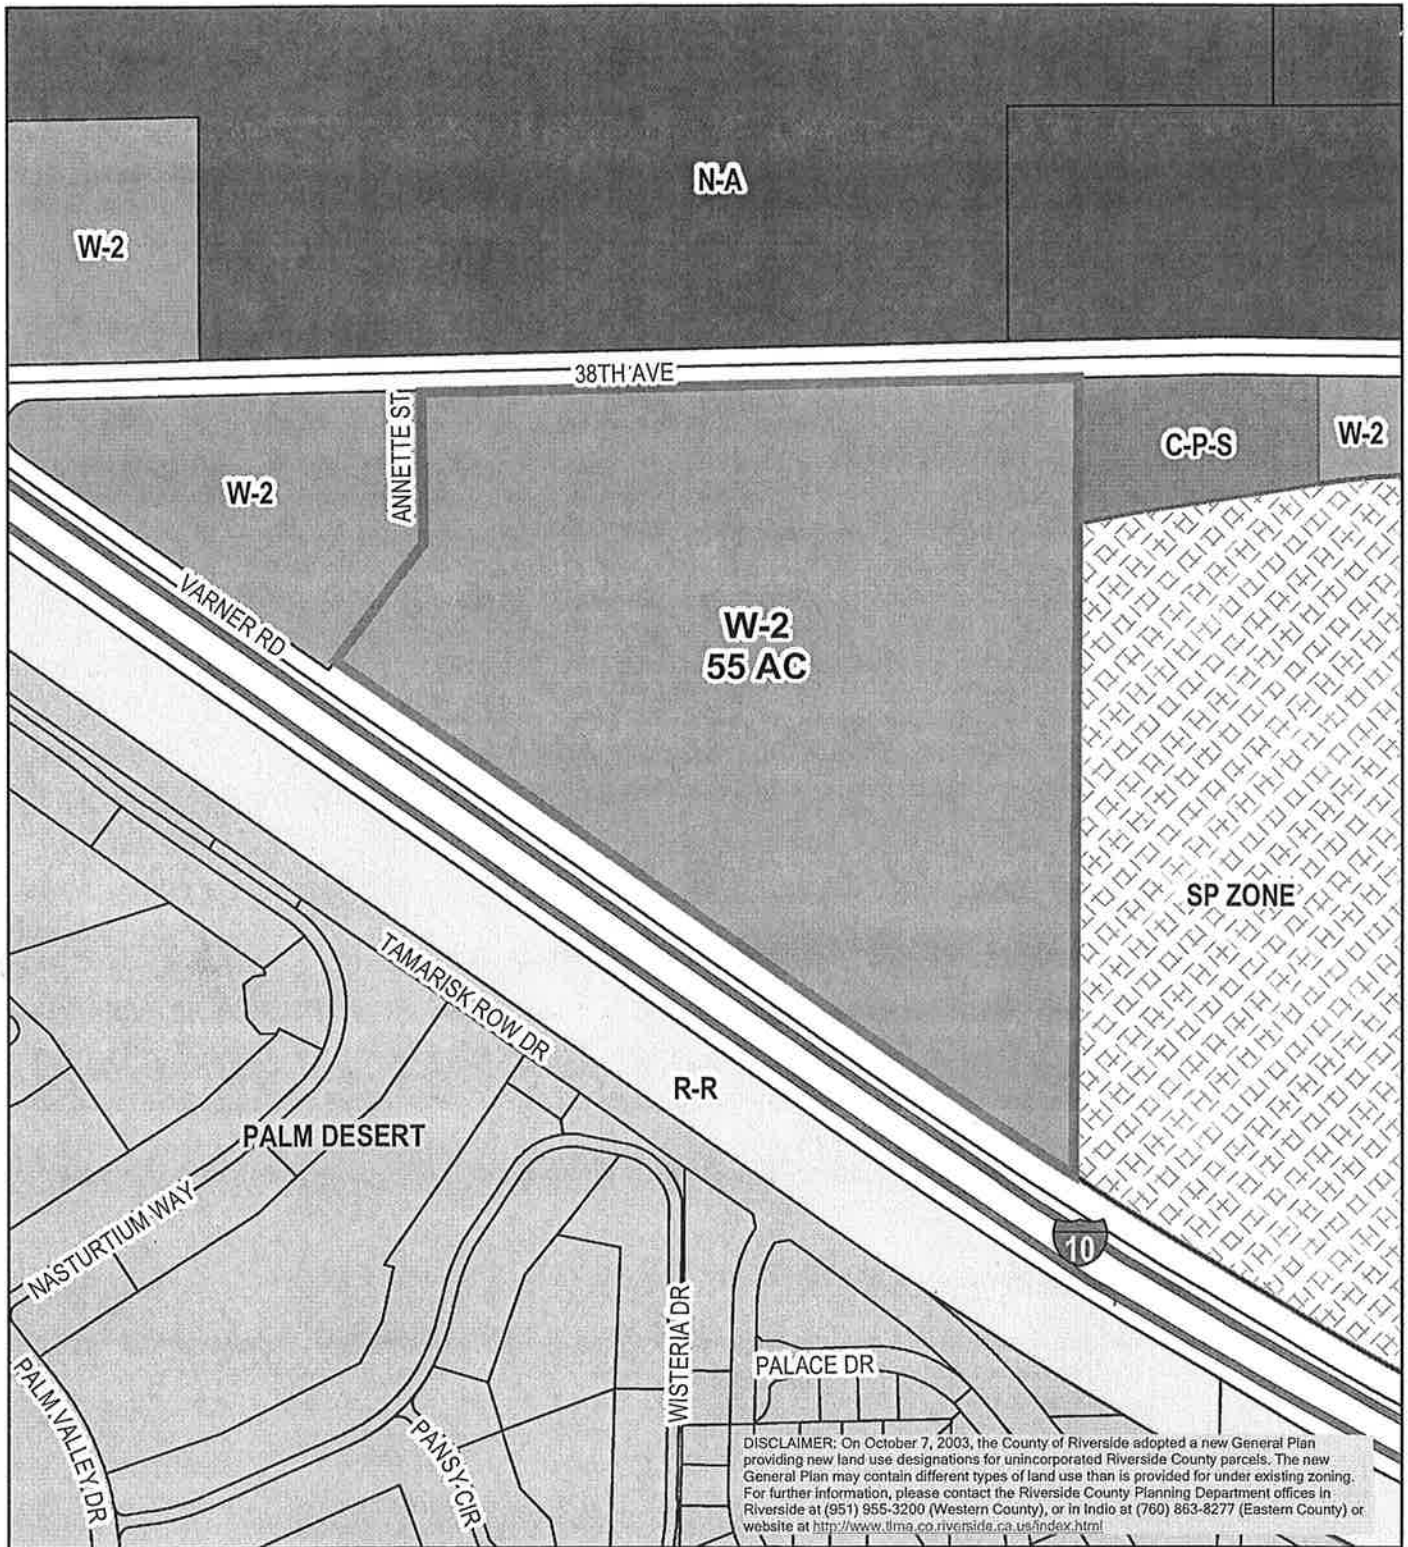 N-A
W-2
38TH AVE
ANNETTE ST
C-P-S
W-2
W-2
VARNER RD
W-2
55 AC
SP ZONE
TAMARISK ROW DR
R-R
PALM DESERT
NASTURTIUM WAY
10
WISTERIA DR
PALACE DR
PALM VALLEY DR
PANSY CIR
DISCLAIMER: On October 7, 2003, the County of Riverside adopted a new General Plan
providing new land use designations for unincorporated Riverside County parcels. The new
General Plan may contain different types of land use than is provided for under existing zoning.
For further information, please contact the Riverside County Planning Department offices in
Riverside at (951) 955-3200 (Western County), or in Indio at (760) 863-8277 (Eastern County) or
website at http://www.tlma.co.riverside.ca.us/index.html